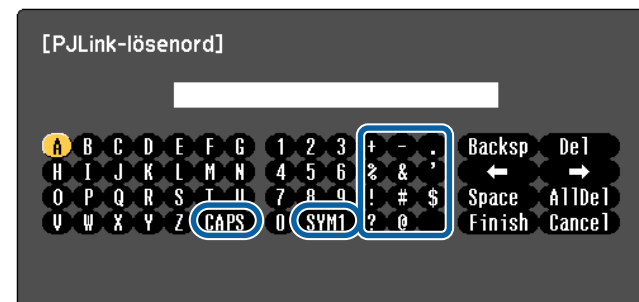 [PJLink-lösenord]
A B C D E F G 1 2 3 + - . Backsp Del
H I J K L M N 4 5 6 % & ’ ← →
O P Q R S T U 7 8 9 ! # $ Space AllDel
V W X Y Z CAPS 0 SYM1 ? @ Finish Cancel